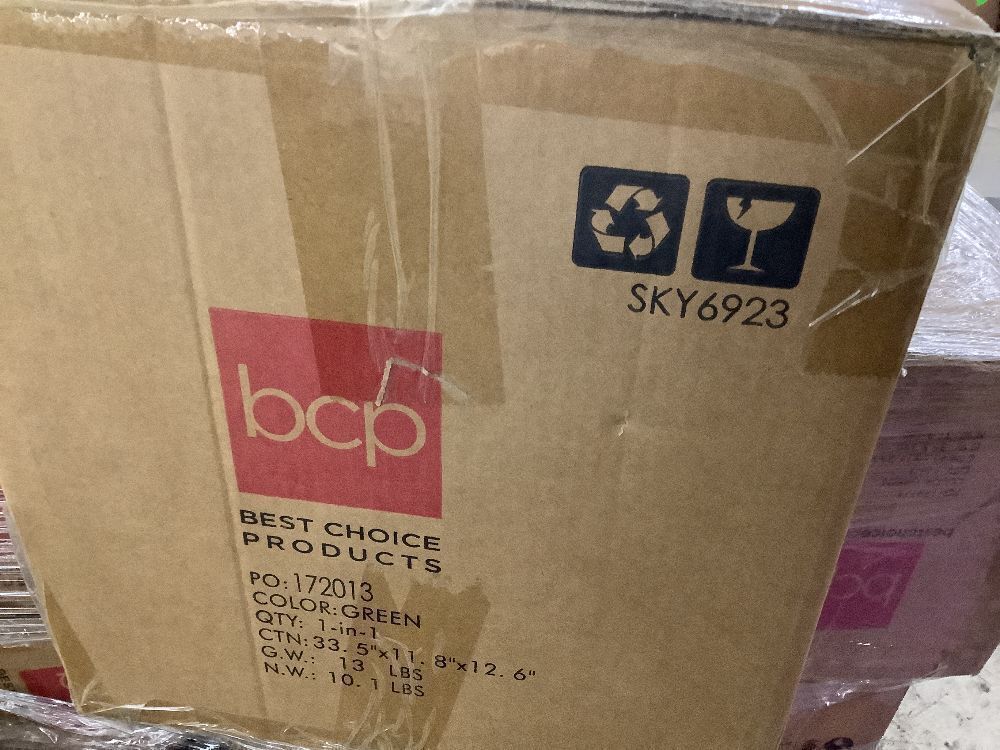 SKY6923
bcp
BEST CHOICE
PRODUCTS
PO: 172013
COLOR: GREEN
QTY: 1-in-1
CTN: 33. 5"x11. 8"x12. 6"
G.W.: 13 LBS
N.W.: 10. 1 LBS
bcp